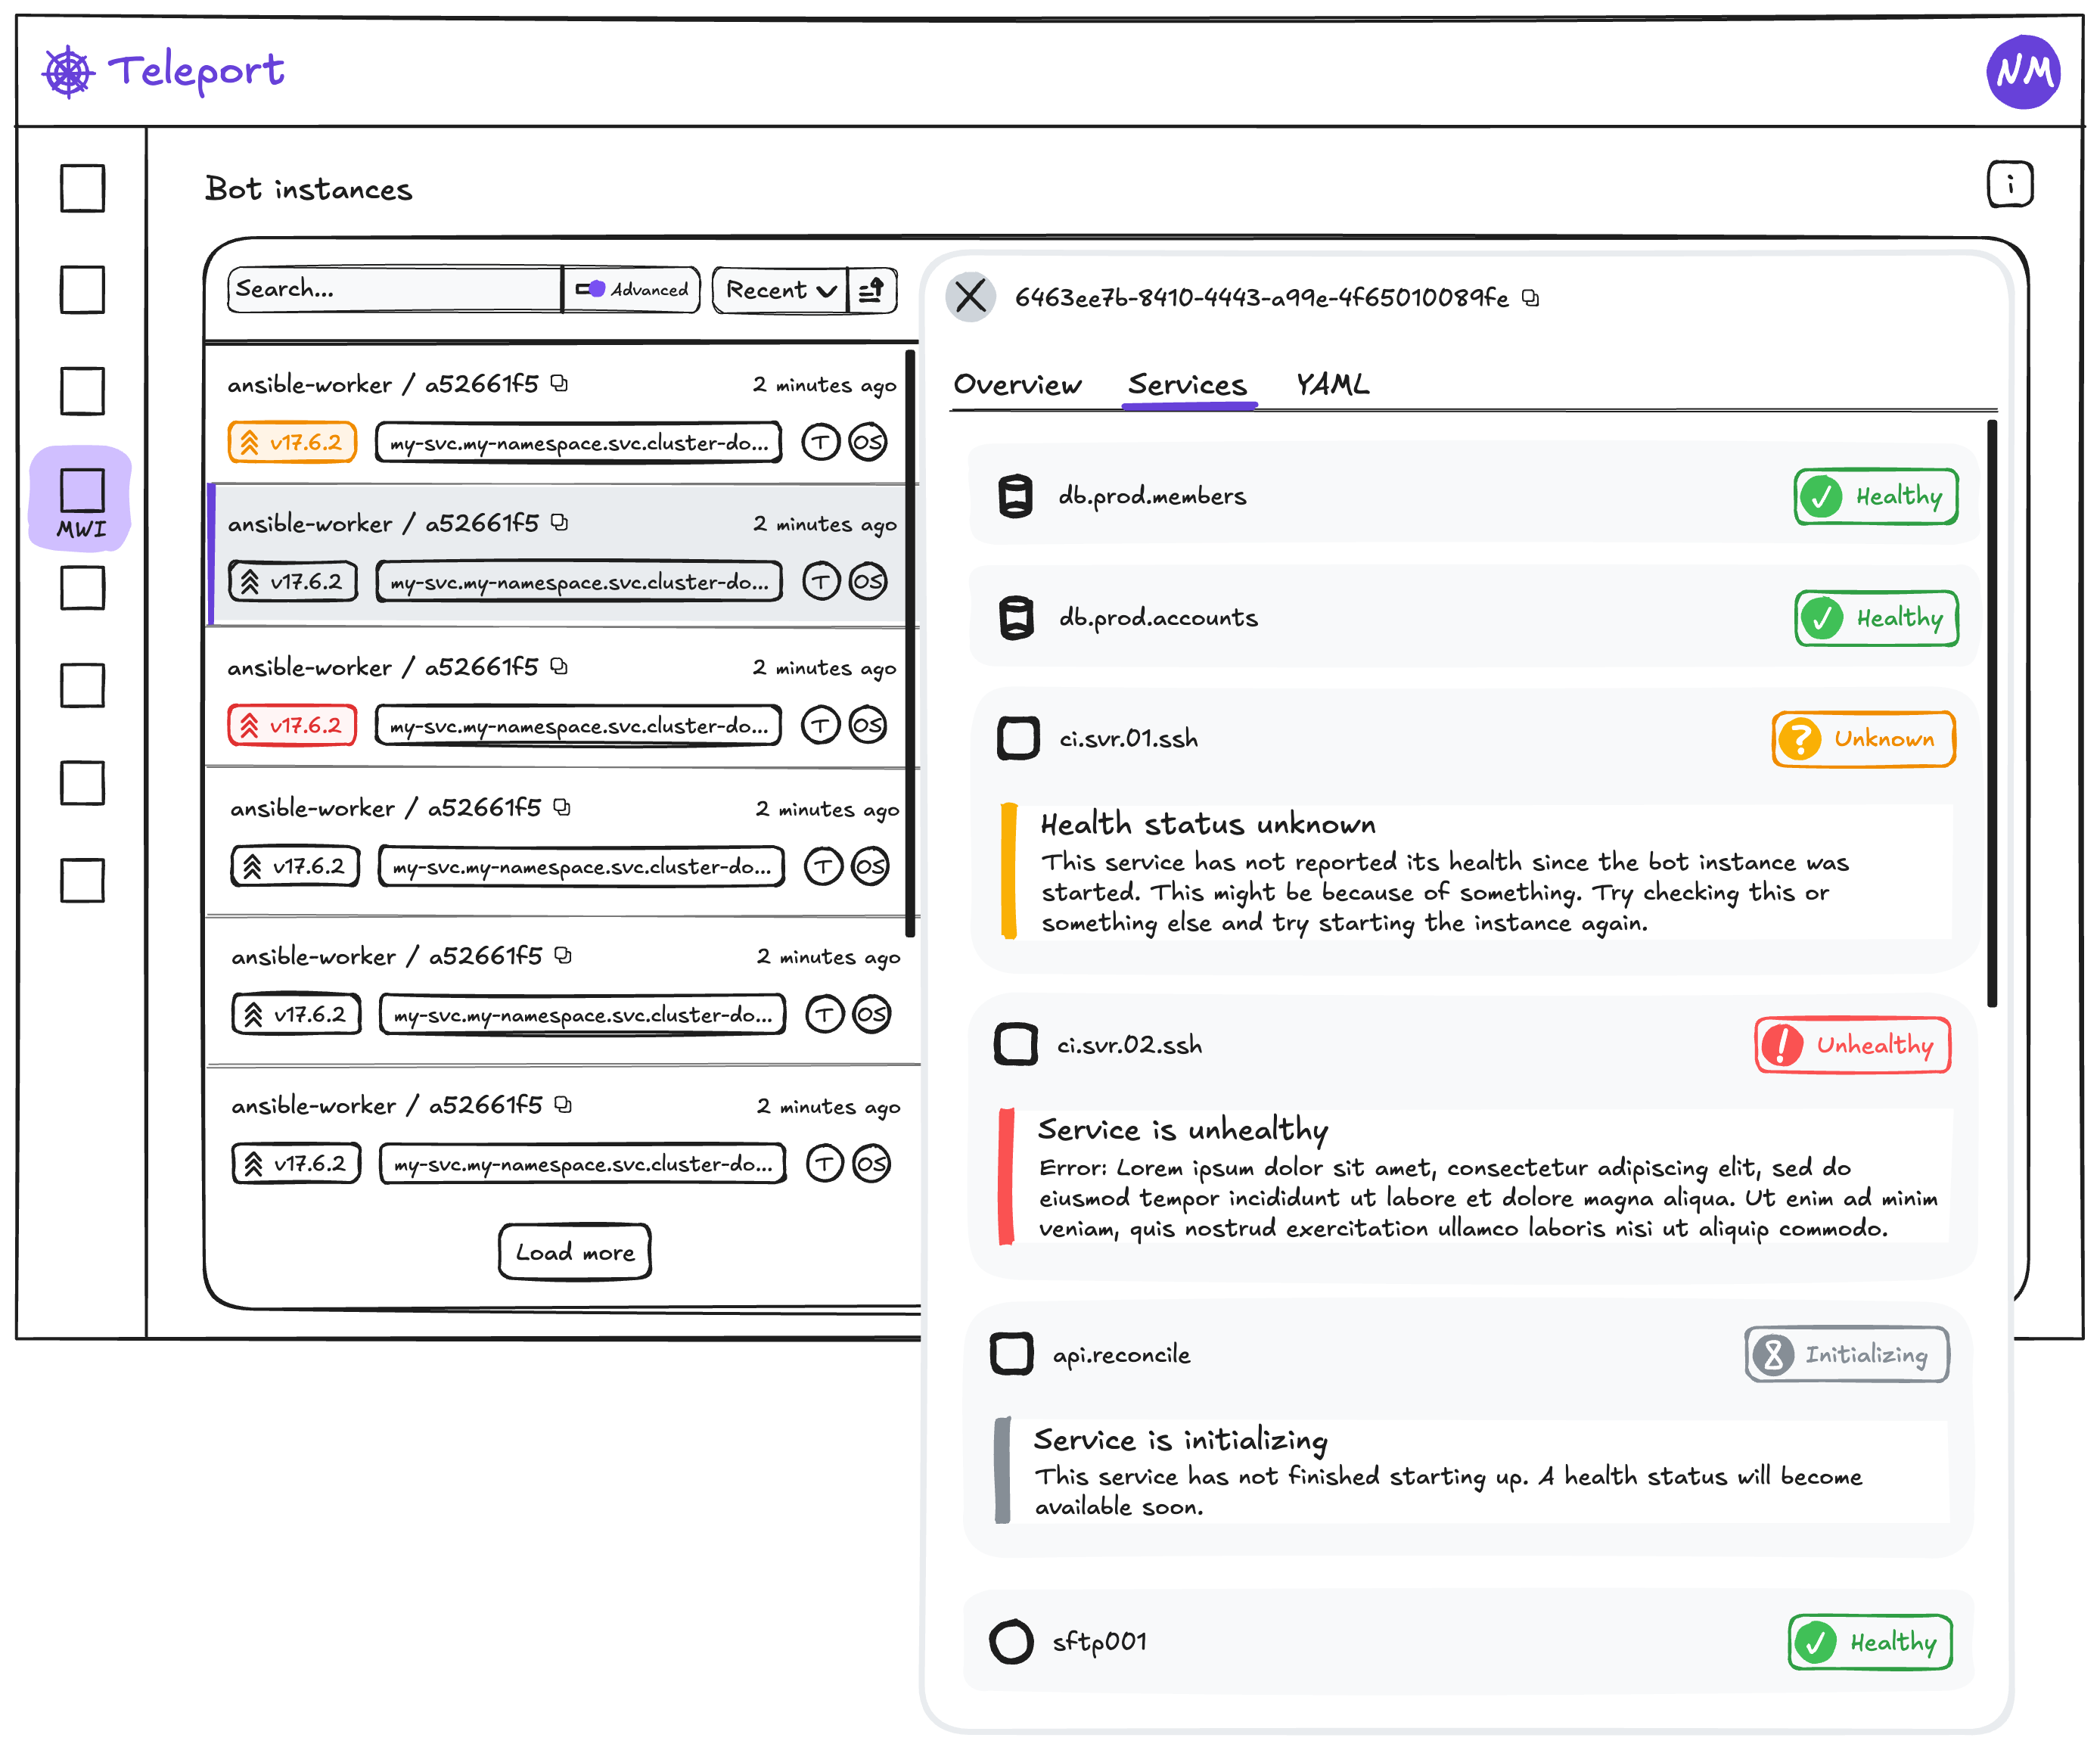 Teleport
NM
Bot instances
i
Search...
Advanced
Recent
ansible-worker / a52661f5
2 minutes ago
v17.6.2
my-svc.my-namespace.svc.cluster-do...
T
OS
ansible-worker / a52661f5
2 minutes ago
v17.6.2
my-svc.my-namespace.svc.cluster-do...
T
OS
MWI
ansible-worker / a52661f5
2 minutes ago
v17.6.2
my-svc.my-namespace.svc.cluster-do...
T
OS
ansible-worker / a52661f5
2 minutes ago
v17.6.2
my-svc.my-namespace.svc.cluster-do...
T
OS
ansible-worker / a52661f5
2 minutes ago
v17.6.2
my-svc.my-namespace.svc.cluster-do...
T
OS
ansible-worker / a52661f5
2 minutes ago
v17.6.2
my-svc.my-namespace.svc.cluster-do...
T
OS
Load more
6463ee7b-8410-4443-a99e-4f65010089fe
Overview
Services
YAML
db.prod.members
Healthy
db.prod.accounts
Healthy
ci.svr.01.ssh
? Unknown
Health status unknown
This service has not reported its health since the bot instance was
started. This might be because of something. Try checking this or
something else and try starting the instance again.
ci.svr.02.ssh
! Unhealthy
Service is unhealthy
Error: Lorem ipsum dolor sit amet, consectetur adipiscing elit, sed do
eiusmod tempor incididunt ut labore et dolore magna aliqua. Ut enim ad minim
veniam, quis nostrud exercitation ullamco laboris nisi ut aliquip commodo.
api.reconcile
Initializing
Service is initializing
This service has not finished starting up. A health status will become
available soon.
sftp001
Healthy